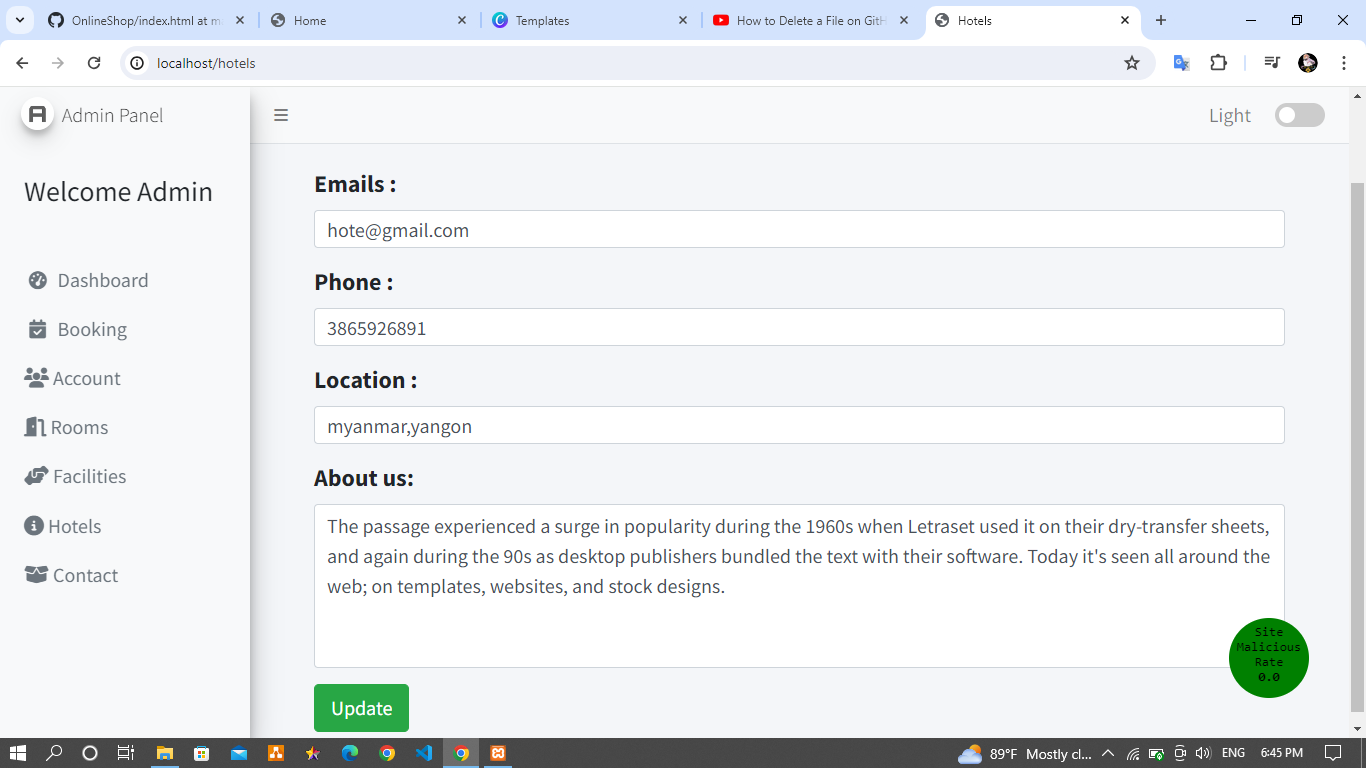 OnlineShop/index.html at ma
Home
Templates
How to Delete a File on GitH
Hotels
localhost/hotels
Admin Panel
Light
Welcome Admin
Dashboard
Booking
Account
Rooms
Facilities
Hotels
Contact
Emails :
hote@gmail.com
Phone :
3865926891
Location :
myanmar,yangon
About us:
The passage experienced a surge in popularity during the 1960s when Letraset used it on their dry-transfer sheets,
and again during the 90s as desktop publishers bundled the text with their software. Today it's seen all around the
web; on templates, websites, and stock designs.
Site
Malicious
Rate
0.0
Update
89°F Mostly cl...
ENG
6:45 PM